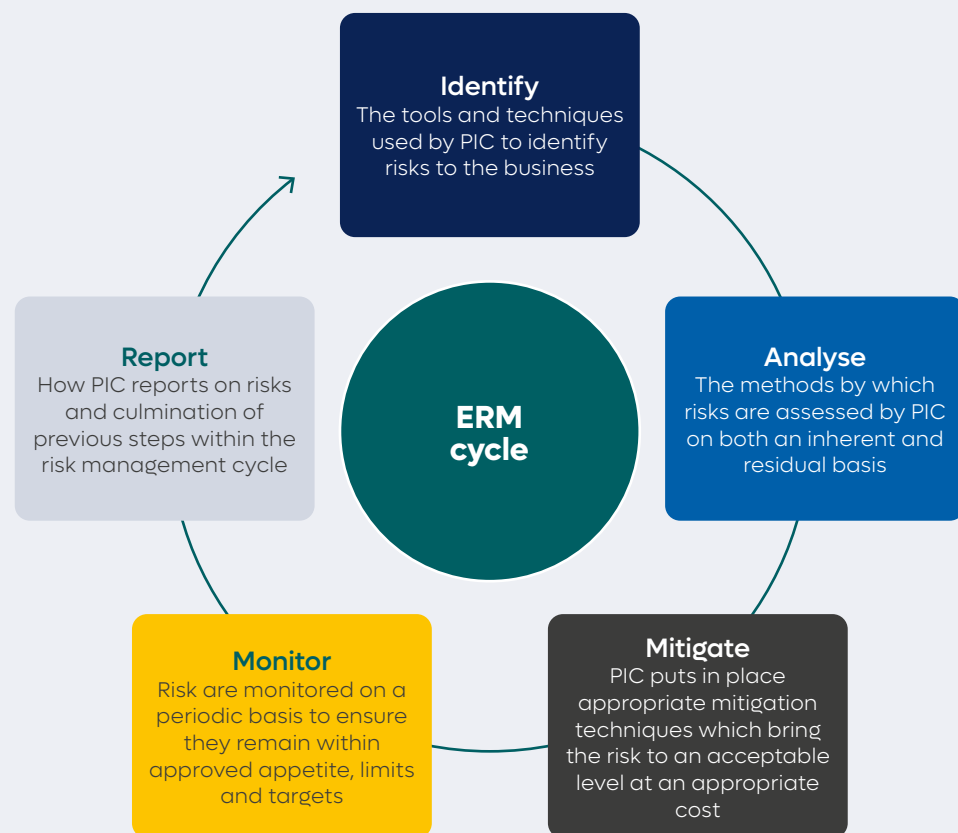 Identify
The tools and techniques
used by PIC to identify
risks to the business
Analyse
The methods by which
risks are assessed by PIC
on both an inherent and
residual basis
Mitigate
PIC puts in place
appropriate mitigation
techniques which bring
the risk to an acceptable
level at an appropriate
cost
Monitor
Risk are monitored on a
periodic basis to ensure
they remain within
approved appetite, limits
and targets
Report
How PIC reports on risks
and culmination of
previous steps within the
risk management cycle
ERM
cycle